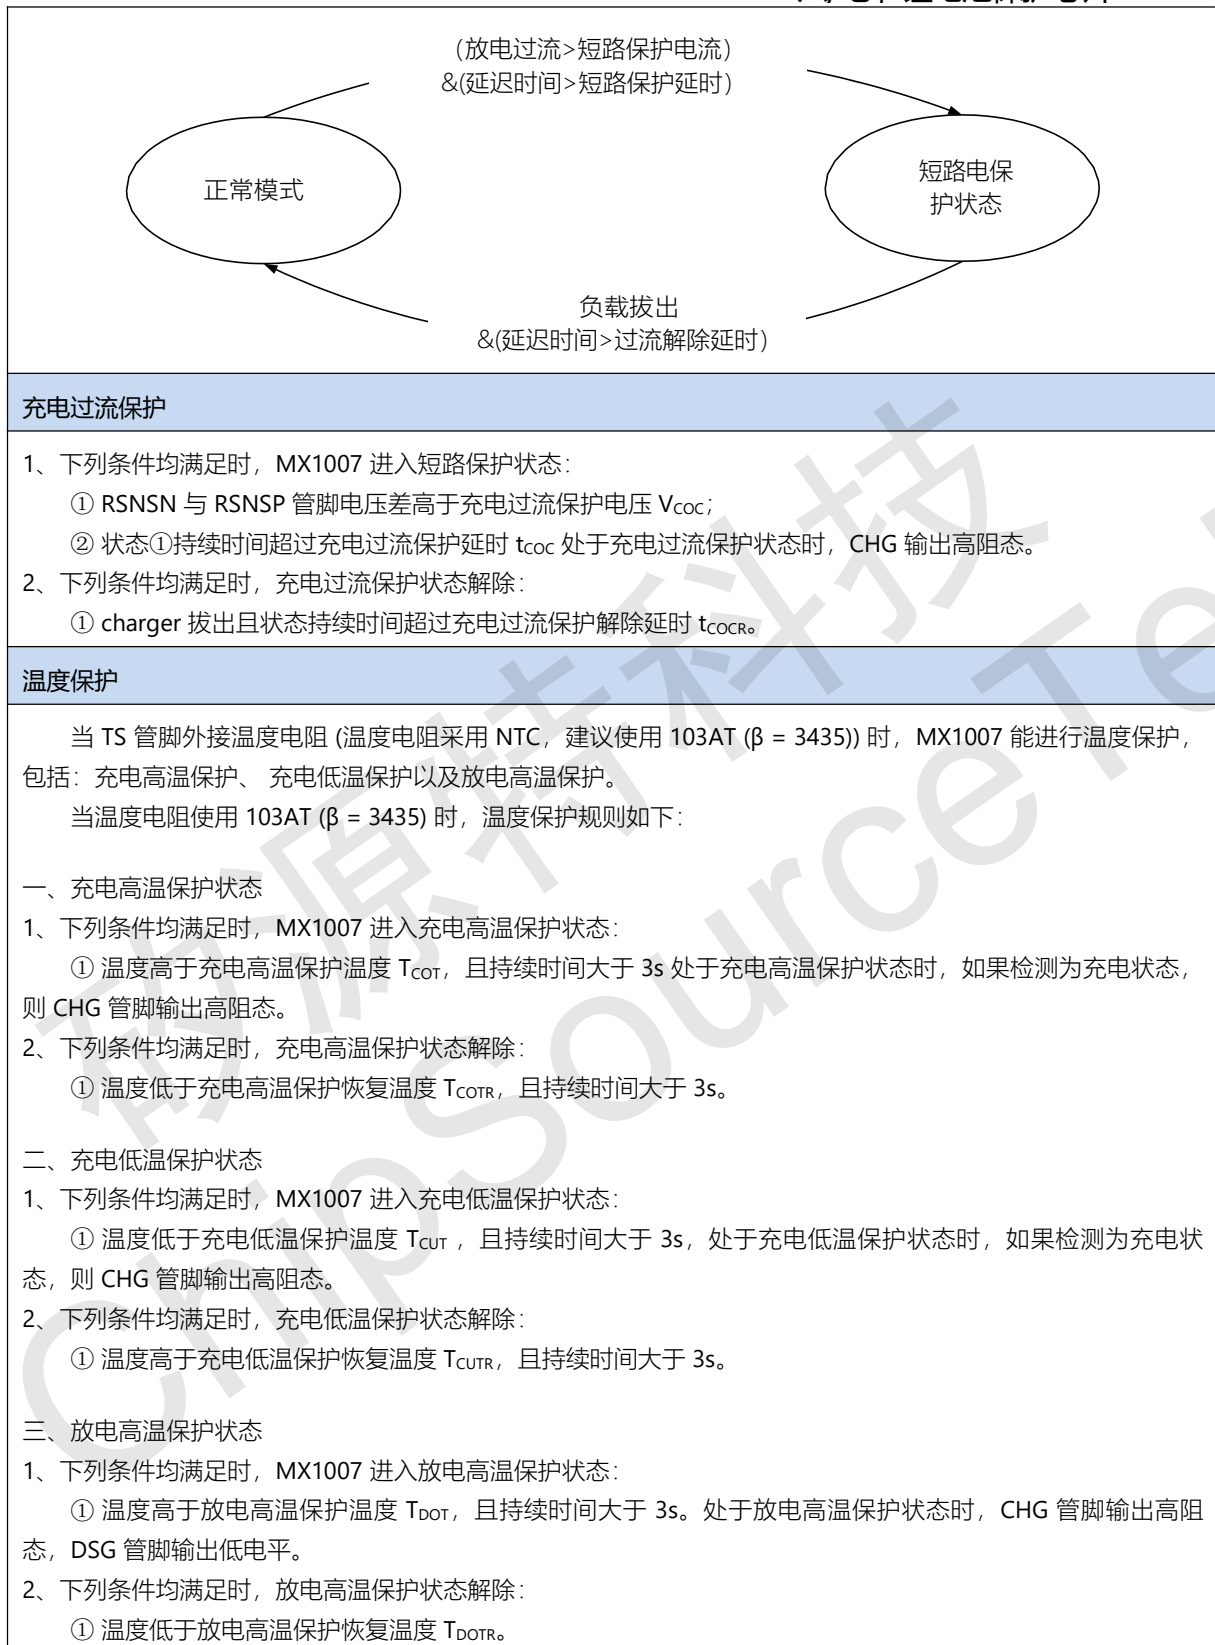 (放电过流>短路保护电流)
&(延迟时间>短路保护延时)
正常模式
短路电保
护状态
负载拔出
&(延迟时间>过流解除延时)
充电过流保护
1、下列条件均满足时，MX1007 进入短路保护状态：
① RSNSN 与 RSNSP 管脚电压差高于充电过流保护电压 VCOC；
② 状态①持续时间超过充电过流保护延时 tCOC 处于充电过流保护状态时，CHG 输出高阻态。
2、下列条件均满足时，充电过流保护状态解除：
① charger 拔出且状态持续时间超过充电过流保护解除延时 tCOCR。
温度保护
当 TS 管脚外接温度电阻 (温度电阻采用 NTC，建议使用 103AT (β = 3435)) 时，MX1007 能进行温度保护，
包括：充电高温保护、 充电低温保护以及放电高温保护。
当温度电阻使用 103AT (β = 3435) 时，温度保护规则如下：
一、充电高温保护状态
1、下列条件均满足时，MX1007 进入充电高温保护状态：
① 温度高于充电高温保护温度 TCOT，且持续时间大于 3s 处于充电高温保护状态时，如果检测为充电状态，
则 CHG 管脚输出高阻态。
2、下列条件均满足时，充电高温保护状态解除：
① 温度低于充电高温保护恢复温度 TCOTR，且持续时间大于 3s。
二、充电低温保护状态
1、下列条件均满足时，MX1007 进入充电低温保护状态：
① 温度低于充电低温保护温度 TCUT ，且持续时间大于 3s，处于充电低温保护状态时，如果检测为充电状
态，则 CHG 管脚输出高阻态。
2、下列条件均满足时，充电低温保护状态解除：
① 温度高于充电低温保护恢复温度 TCUTR，且持续时间大于 3s。
三、放电高温保护状态
1、下列条件均满足时，MX1007 进入放电高温保护状态：
① 温度高于放电高温保护温度 TDOT，且持续时间大于 3s。处于放电高温保护状态时，CHG 管脚输出高阻
态，DSG 管脚输出低电平。
2、下列条件均满足时，放电高温保护状态解除：
① 温度低于放电高温保护恢复温度 TDOTR。
矽源特科技
ChipSource Te